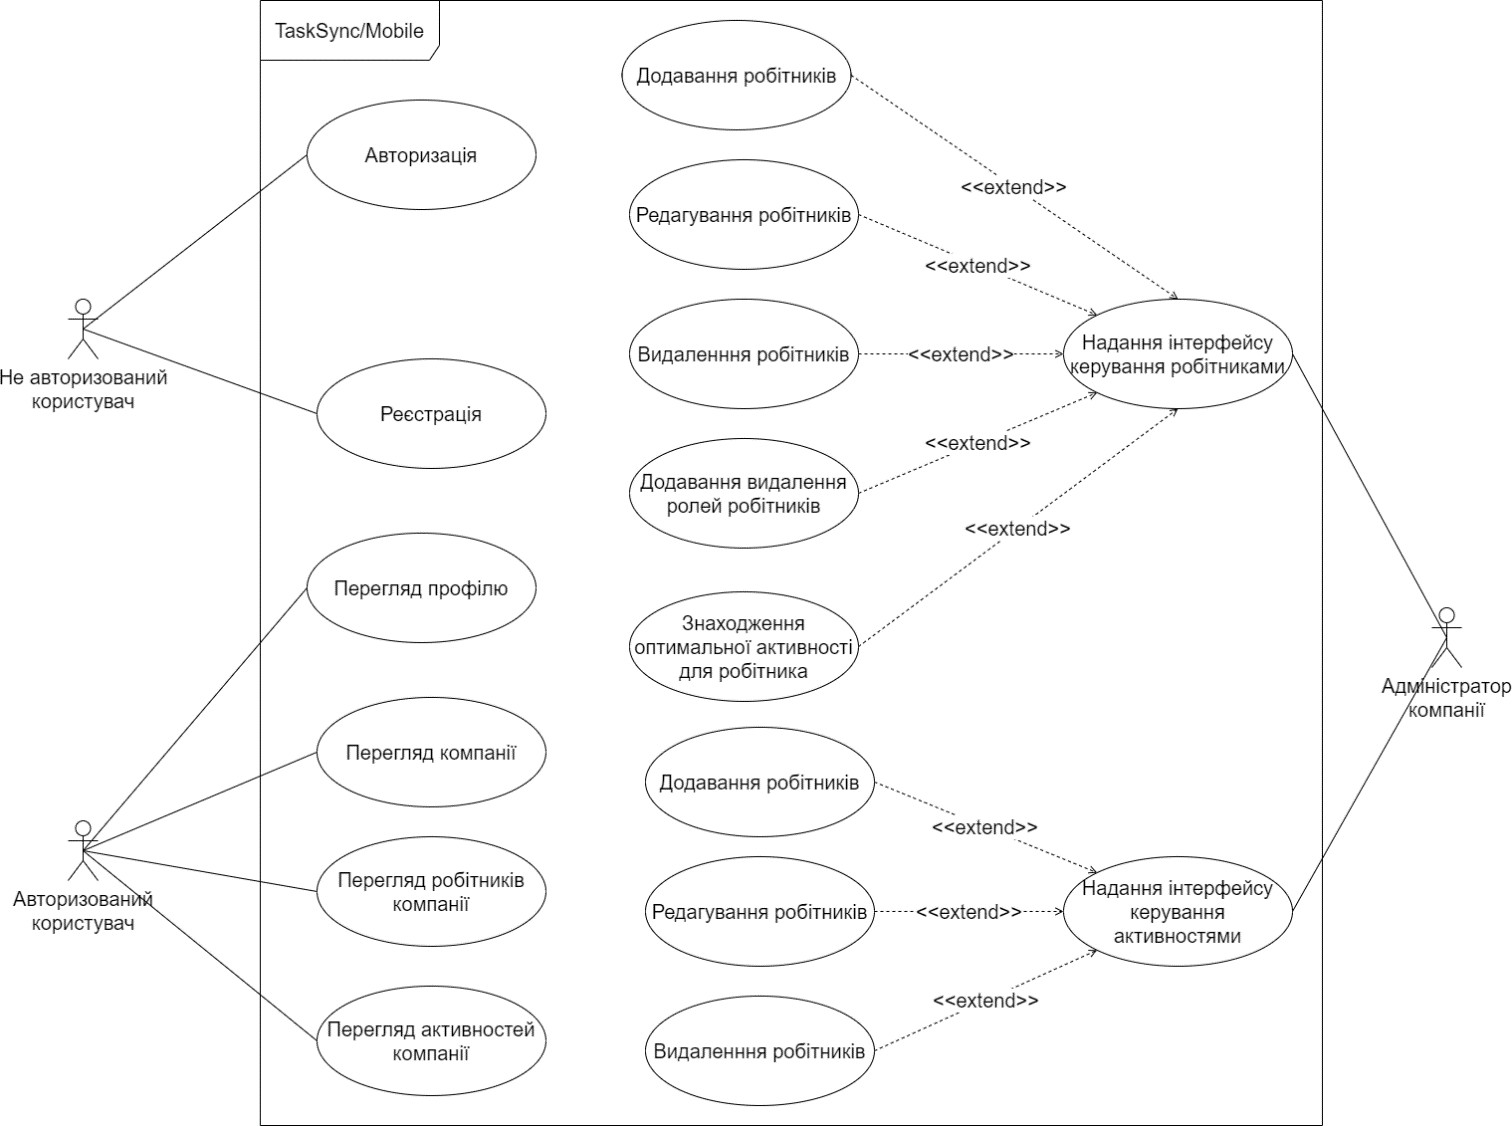 TaskSync/Mobile
Додавання робітників
Авторизація
<<extend>>
Редагування робітників
<<extend>>
Не авторизований
користувач
Видаленння робітників
<<extend>>
Надання інтерфейсу
керування робітниками
Реєстрація
<<extend>>
Додавання видалення
ролей робітників
<<extend>>
Перегляд профілю
Знаходження
оптимальної активності
для робітника
Адміністратор
компанії
Перегляд компанії
Додавання робітників
<<extend>>
Авторизований
користувач
Перегляд робітників
компанії
Редагування робітників
<<extend>>
Надання інтерфейсу
керування
активностями
<<extend>>
Перегляд активностей
компанії
Видаленння робітників